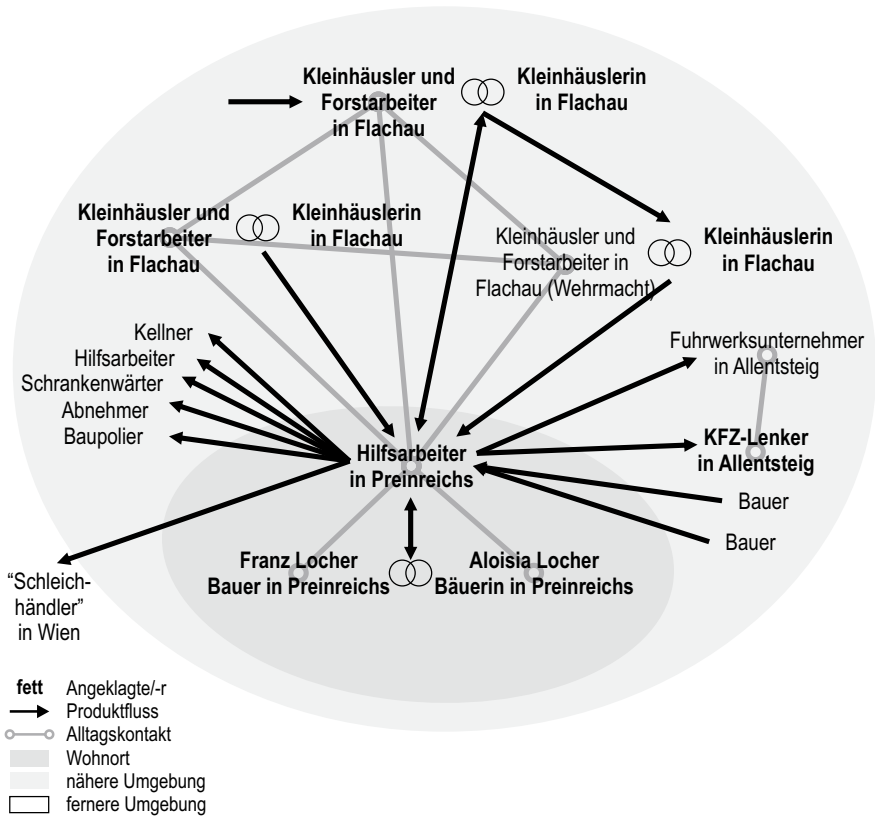 Kleinhäusler und
Forstarbeiter
in Flachau
Kleinhäuslerin
in Flachau
Kleinhäusler und
Forstarbeiter
in Flachau
Kleinhäuslerin
in Flachau
Kleinhäusler und
Forstarbeiter in
Flachau (Wehrmacht)
Kleinhäuslerin
in Flachau
Kellner
Hilfsarbeiter
Schrankenwärter
Abnehmer
Baupolier
Fuhrwerksunternehmer
in Allentsteig
Hilfsarbeiter
in Preinreichs
KFZ-Lenker
in Allentsteig
Bauer
Bauer
Franz Locher
Bauer in Preinreichs
Aloisia Locher
Bäuerin in Preinreichs
“Schleich-
händler”
in Wien
fett Angeklagte/-r
Produktfluss
Alltagskontakt
Wohnort
nähere Umgebung
fernere Umgebung